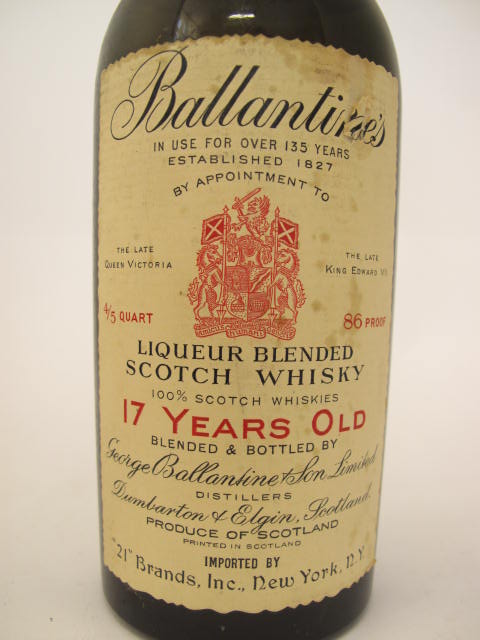 Ballantine's
IN USE FOR OVER 135 YEARS
ESTABLISHED 1827
BY APPOINTMENT TO
THE LATE
QUEEN VICTORIA
THE LATE
KING EDWARD VII
4/5 QUART
86 PROOF
LIQUEUR BLENDED
SCOTCH WHISKY
100% SCOTCH WHISKIES
17 YEARS OLD
BLENDED & BOTTLED BY
George Ballantine & Son Limited
DISTILLERS
Dumbarton & Elgin, Scotland.
PRODUCE OF SCOTLAND
PRINTED IN SCOTLAND
IMPORTED BY
"21" Brands, Inc., New York, N.Y.